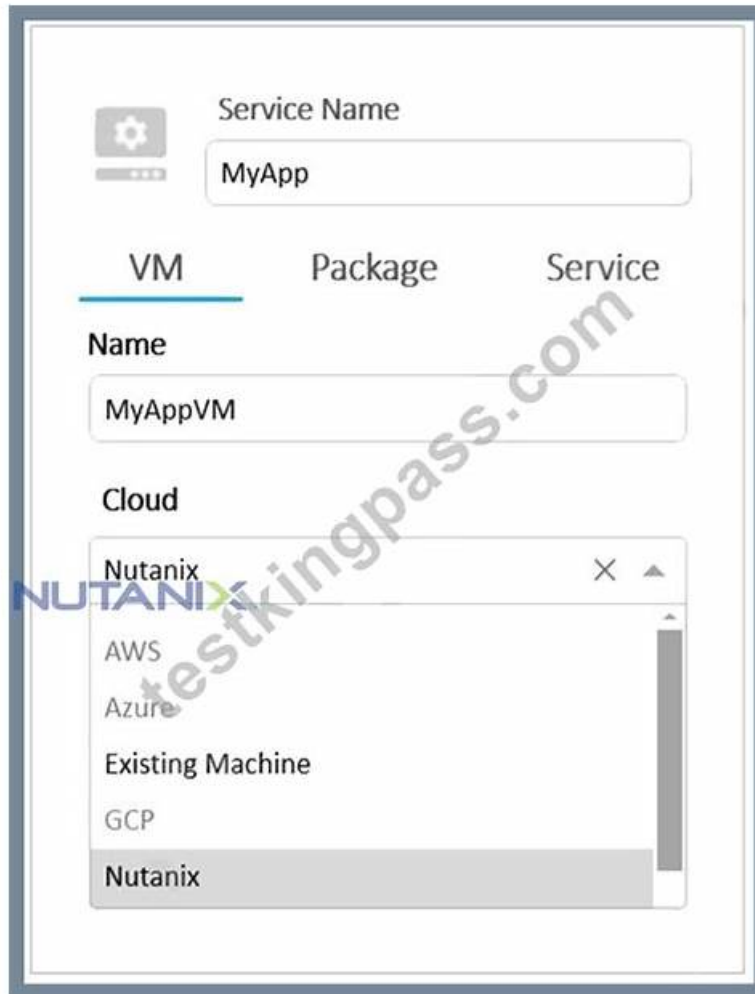 Service Name
MyApp
VM Package Service
Name
MyAppVM
Cloud
Nutanix
NUTANIX
AWS
Azure
Existing Machine
GCP
Nutanix
testkingpass.com